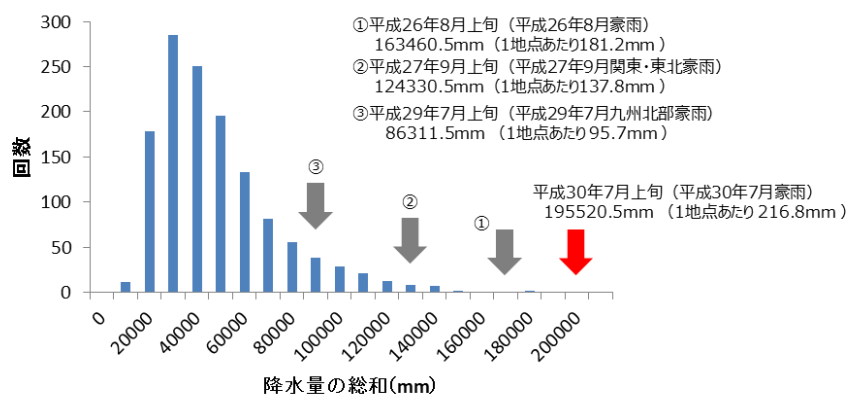 300
250
200
150
100
50
0
回数
①平成26年8月上旬（平成26年8月豪雨）
163460.5mm（1地点あたり181.2mm）
②平成27年9月上旬（平成27年9月関東・東北豪雨）
124330.5mm（1地点あたり137.8mm）
③平成29年7月上旬（平成29年7月九州北部豪雨）
86311.5mm（1地点あたり95.7mm）
平成30年7月上旬（平成30年7月豪雨）
195520.5mm（1地点あたり216.8mm）
③
②
①
0
20000
40000
60000
80000
100000
120000
140000
160000
180000
200000
降水量の総和(mm)